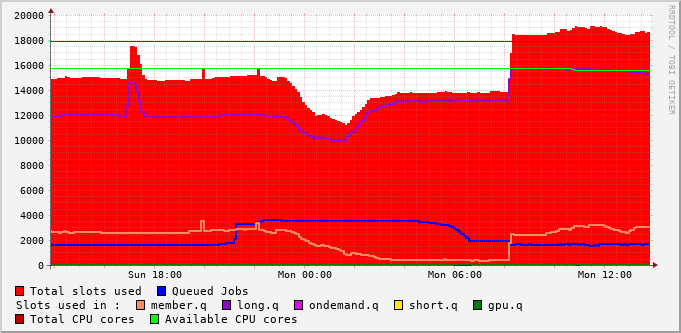 RRDTOOL / TOBI OETIKER
20000
18000
16000
14000
12000
10000
8000
6000
4000
2000
0
Sun 18:00 Mon 00:00 Mon 06:00 Mon 12:00
Total slots used Queued Jobs
Slots used in : member.q long.q ondemand.q short.q gpu.q
Total CPU cores Available CPU cores